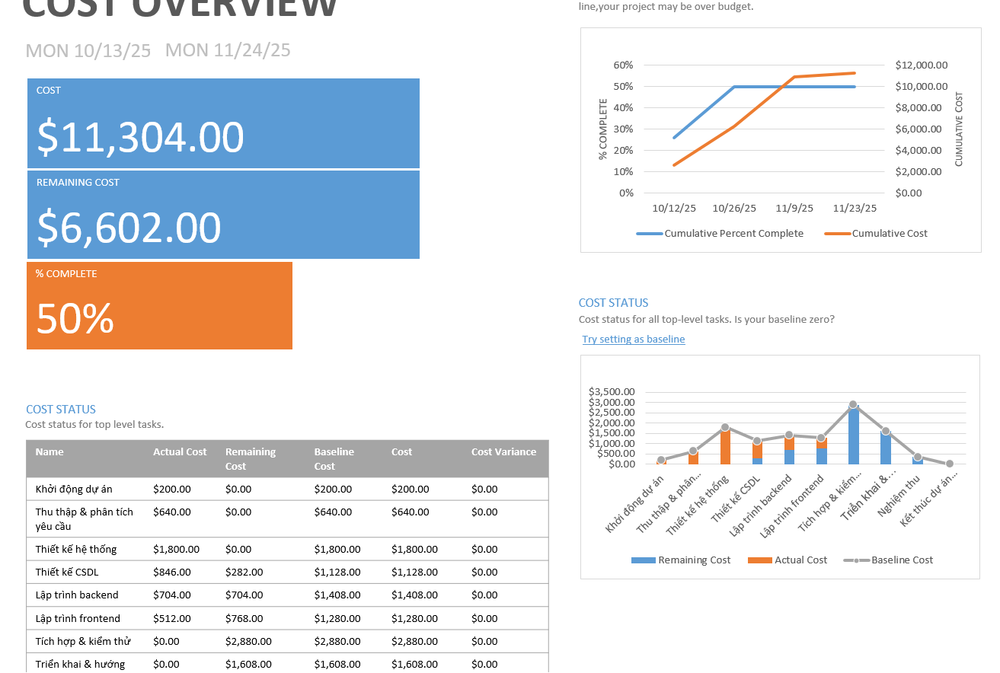 COST OVERVIEW
MON 10/13/25 MON 11/24/25
COST
$11,304.00
REMAINING COST
$6,602.00
% COMPLETE
50%
COST STATUS
Cost status for top level tasks.
Name Actual Cost Remaining Cost Baseline Cost Cost Cost Variance
Khởi động dự án $200.00 $0.00 $200.00 $200.00 $0.00
Thu thập & phân tích yêu cầu $640.00 $0.00 $640.00 $640.00 $0.00
Thiết kế hệ thống $1,800.00 $0.00 $1,800.00 $1,800.00 $0.00
Thiết kế CSDL $846.00 $282.00 $1,128.00 $1,128.00 $0.00
Lập trình backend $704.00 $704.00 $1,408.00 $1,408.00 $0.00
Lập trình frontend $512.00 $768.00 $1,280.00 $1,280.00 $0.00
Tích hợp & kiểm thử $0.00 $2,880.00 $2,880.00 $2,880.00 $0.00
Triển khai & hướng $0.00 $1,608.00 $1,608.00 $1,608.00 $0.00
line,your project may be over budget.
60% $12,000.00
50% $10,000.00
40% $8,000.00
30% $6,000.00
20% $4,000.00
10% $2,000.00
0% $0.00
% COMPLETE
CUMULATIVE COST
10/12/25 10/26/25 11/9/25 11/23/25
Cumulative Percent Complete Cumulative Cost
COST STATUS
Cost status for all top-level tasks. Is your baseline zero?
Try setting as baseline
$3,500.00
$3,000.00
$2,500.00
$2,000.00
$1,500.00
$1,000.00
$500.00
$0.00
Khởi động dự án
Thu thập & phân…
Thiết kế hệ thống
Thiết kế CSDL
Lập trình backend
Lập trình frontend
Tích hợp & kiểm…
Triển khai &…
Nghiệm thu
Kết thúc dự án…
Remaining Cost Actual Cost Baseline Cost